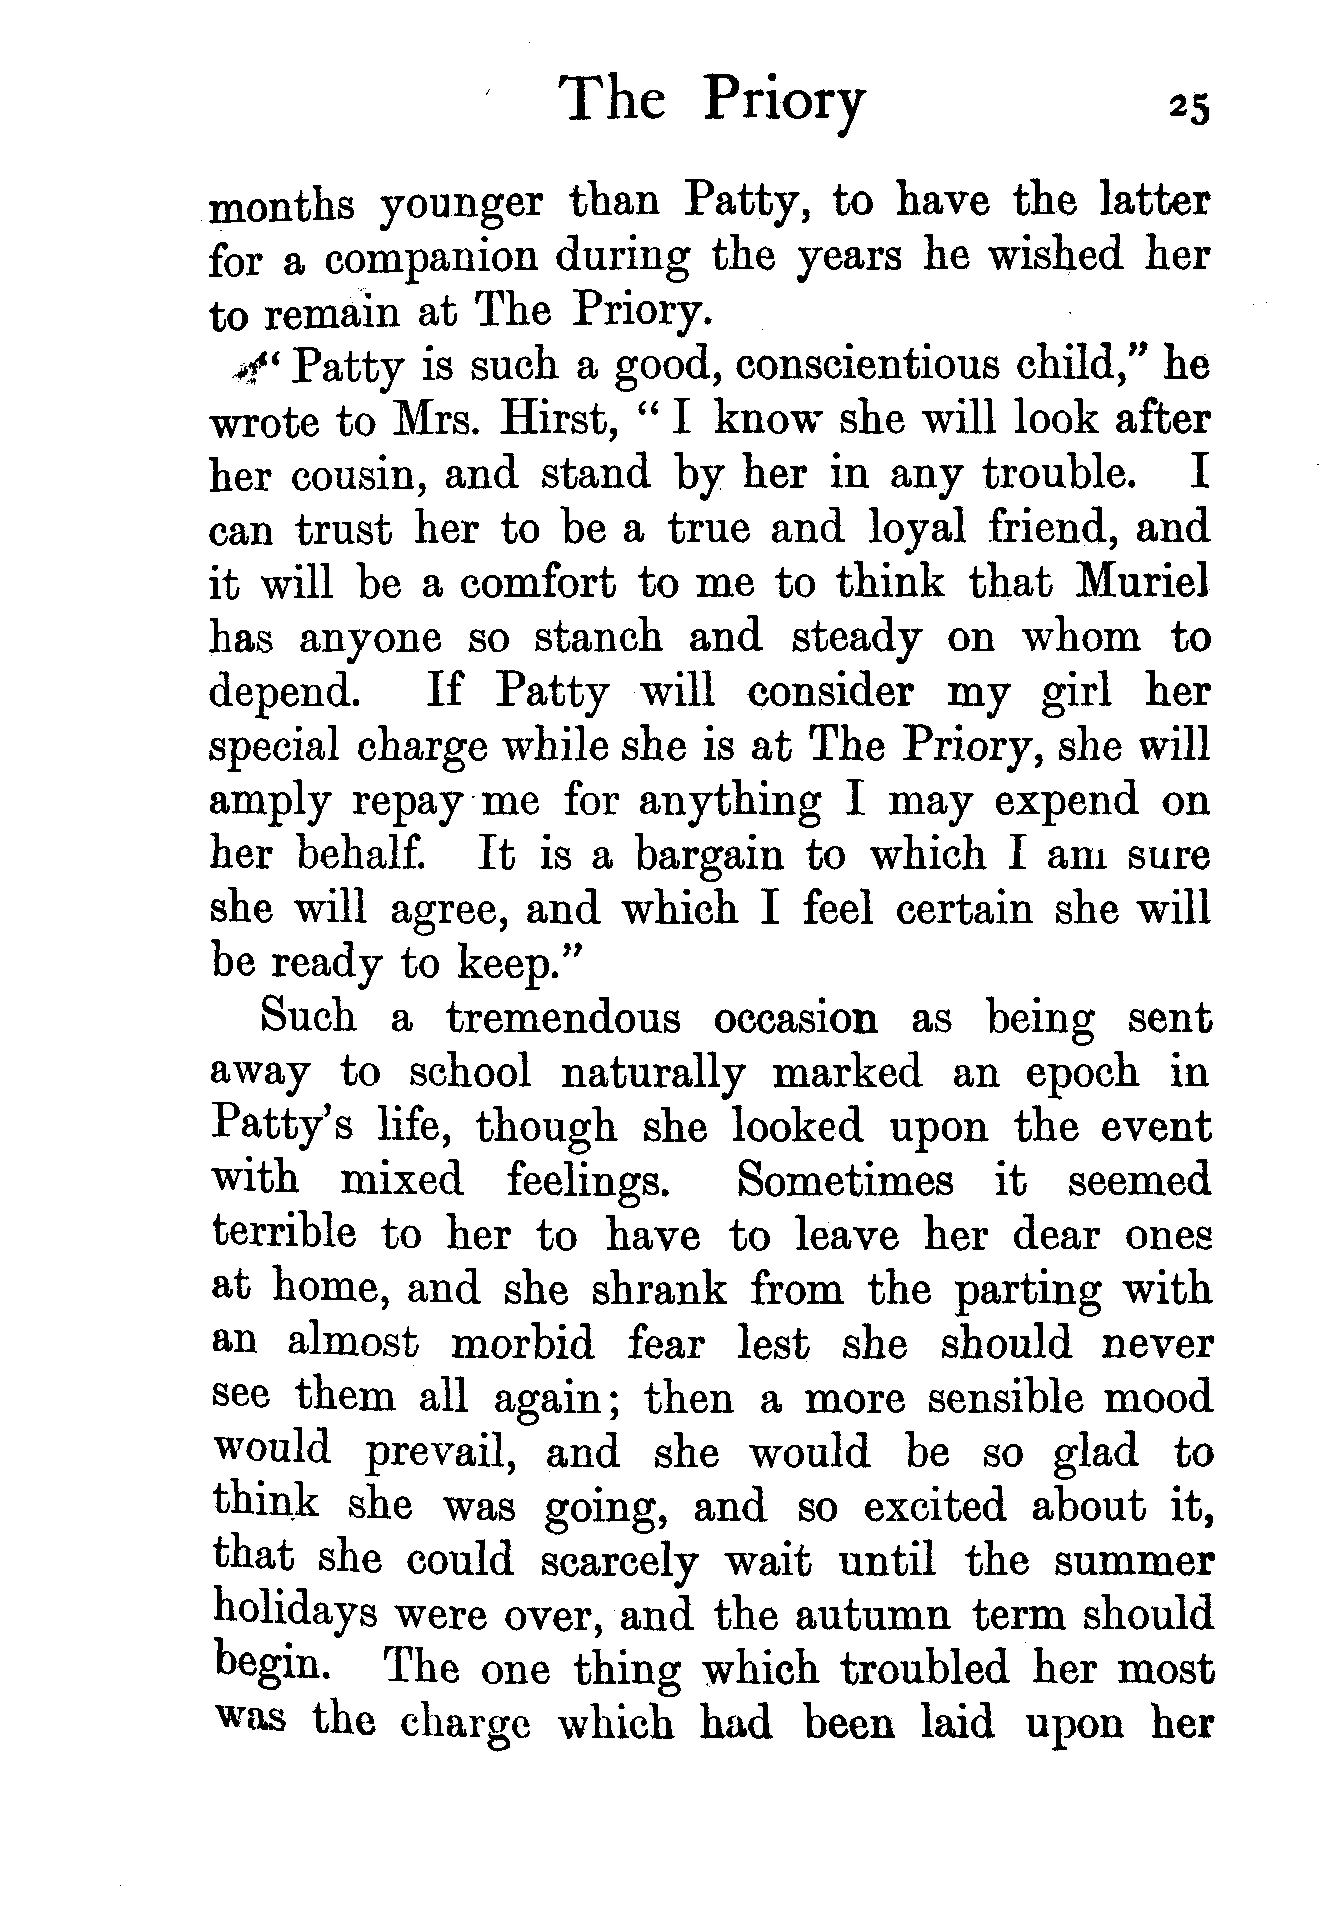 The Priory 25
months younger than Patty, to have the latter
for a companion during the years he wished her
to remain at The Priory.
“ Patty is such a good, conscientious child,” he
wrote to Mrs. Hirst, “ I know she will look after
her cousin, and stand by her in any trouble. I
can trust her to be a true and loyal friend, and
it will be a comfort to me to think that Muriel
has anyone so stanch and steady on whom to
depend. If Patty will consider my girl her
special charge while she is at The Priory, she will
amply repay me for anything I may expend on
her behalf. It is a bargain to which I am sure
she will agree, and which I feel certain she will
be ready to keep.”
Such a tremendous occasion as being sent
away to school naturally marked an epoch in
Patty’s life, though she looked upon the event
with mixed feelings. Sometimes it seemed
terrible to her to have to leave her dear ones
at home, and she shrank from the parting with
an almost morbid fear lest she should never
see them all again; then a more sensible mood
would prevail, and she would be so glad to
think she was going, and so excited about it,
that she could scarcely wait until the summer
holidays were over, and the autumn term should
begin. The one thing which troubled her most
was the charge which had been laid upon her